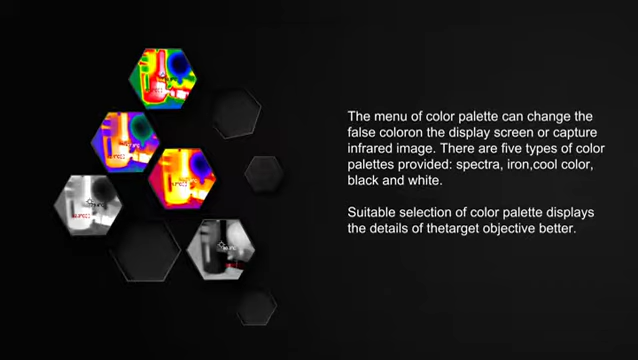 The menu of color palette can change the
false coloron the display screen or capture
infrared image. There are five types of color
palettes provided: spectra, iron,cool color,
black and white.
Suitable selection of color palette displays
the details of thetarget objective better.